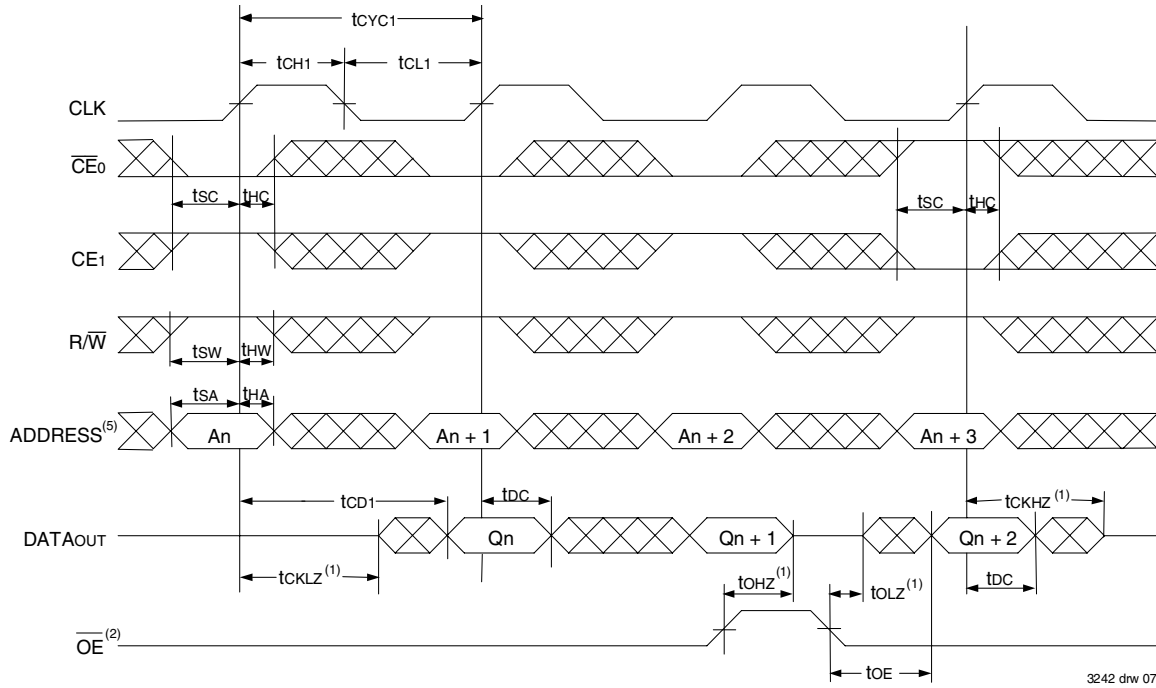 tCYC1
tCH1 tCL1
CLK
CE0
tSC tHC tSC tHC
CE1
R/W
tSW tHW
tSA tHA
ADDRESS(5) An An + 1 An + 2 An + 3
tCD1 tDC tCKHZ(1)
DATAOUT Qn Qn + 1 Qn + 2
tCKLZ(1) tOHZ(1) tOLZ(1) tDC
OE(2)
tOE
3242 drw 07